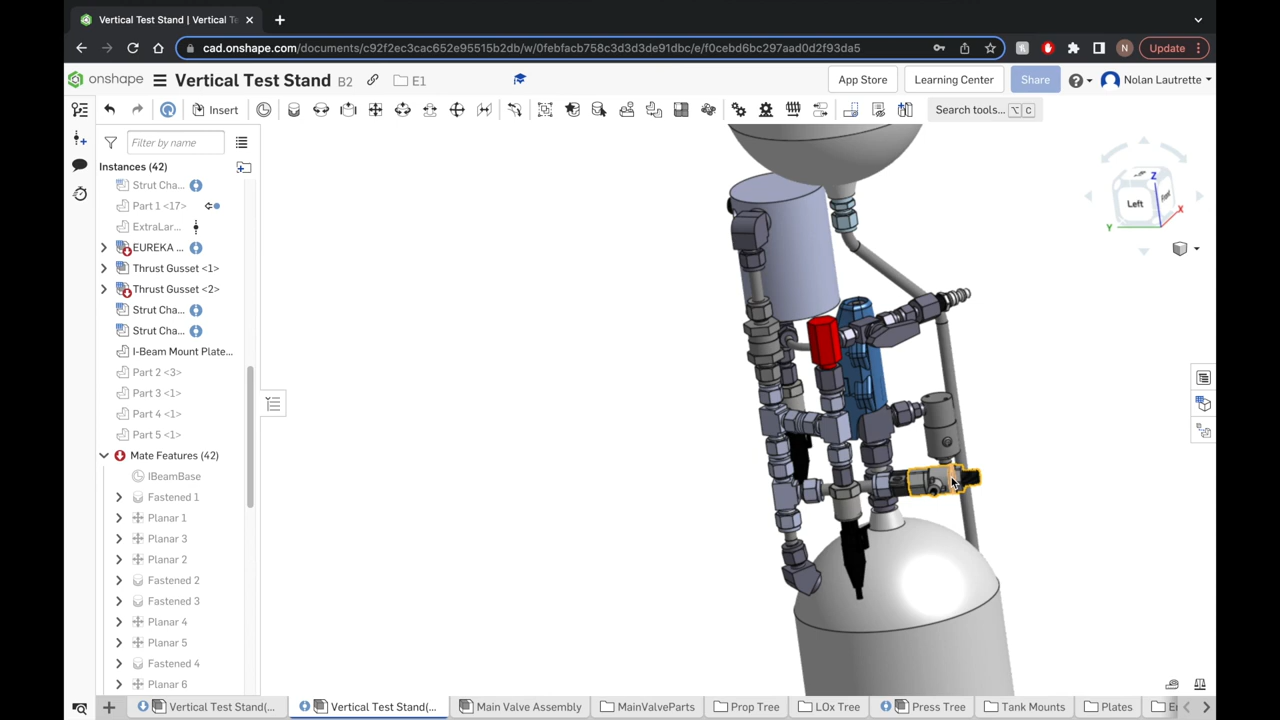 Vertical Test Stand | Vertical Te
cad.onshape.com/documents/c92f2ec3cac652e95515b2db/w/0febfacb758c3d3d3de91dbc/e/f0cebd6bc297aad0d2f93da5
N
Update
onshape
Vertical Test Stand B2 E1
App Store
Learning Center
Share
Nolan Lautrette
Insert
Search tools... ⌥ C
Filter by name
Instances (42)
Strut Cha...
Part 1 <17>
ExtraLar...
EUREKA ...
Thrust Gusset <1>
Thrust Gusset <2>
Strut Cha...
Strut Cha...
I-Beam Mount Plate...
Part 2 <3>
Part 3 <1>
Part 4 <1>
Part 5 <1>
Mate Features (42)
IBeamBase
Fastened 1
Planar 1
Planar 3
Planar 2
Fastened 2
Fastened 3
Planar 4
Planar 5
Fastened 4
Planar 6
Z
Left
X
Y
Vertical Test Stand(...
Vertical Test Stand(...
Main Valve Assembly
MainValveParts
Prop Tree
LOx Tree
Press Tree
Tank Mounts
Plates